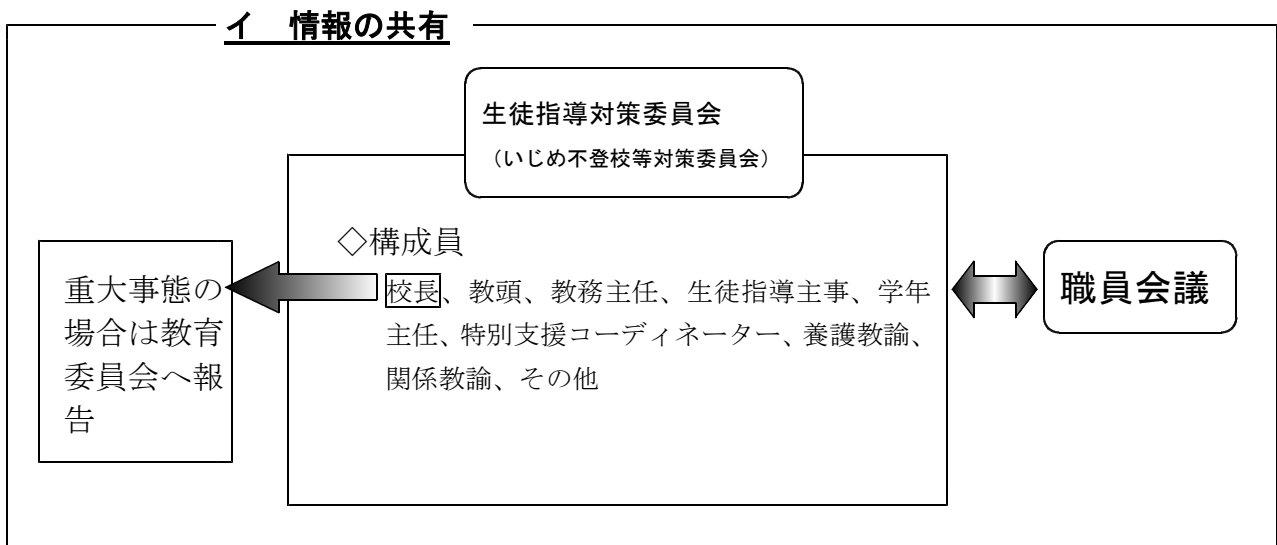 イ　情報の共有
生徒指導対策委員会
（いじめ不登校等対策委員会）
◇構成員
校長、教頭、教務主任、生徒指導主事、学年
主任、特別支援コーディネーター、養護教諭、
関係教諭、その他
重大事態の
場合は教育
委員会へ報
告
職員会議